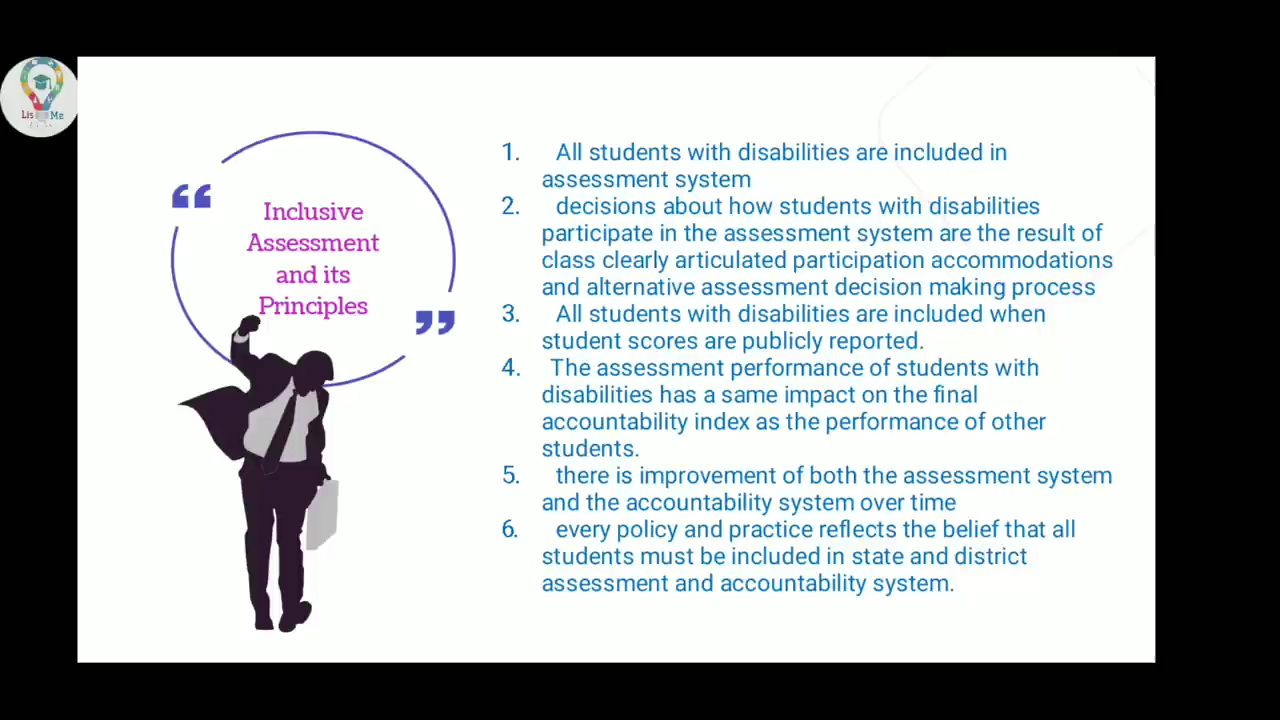 Lis Me
Inclusive
Assessment
and its
Principles
1. All students with disabilities are included in
assessment system
2. decisions about how students with disabilities
participate in the assessment system are the result of
class clearly articulated participation accommodations
and alternative assessment decision making process
3. All students with disabilities are included when
student scores are publicly reported.
4. The assessment performance of students with
disabilities has a same impact on the final
accountability index as the performance of other
students.
5. there is improvement of both the assessment system
and the accountability system over time
6. every policy and practice reflects the belief that all
students must be included in state and district
assessment and accountability system.